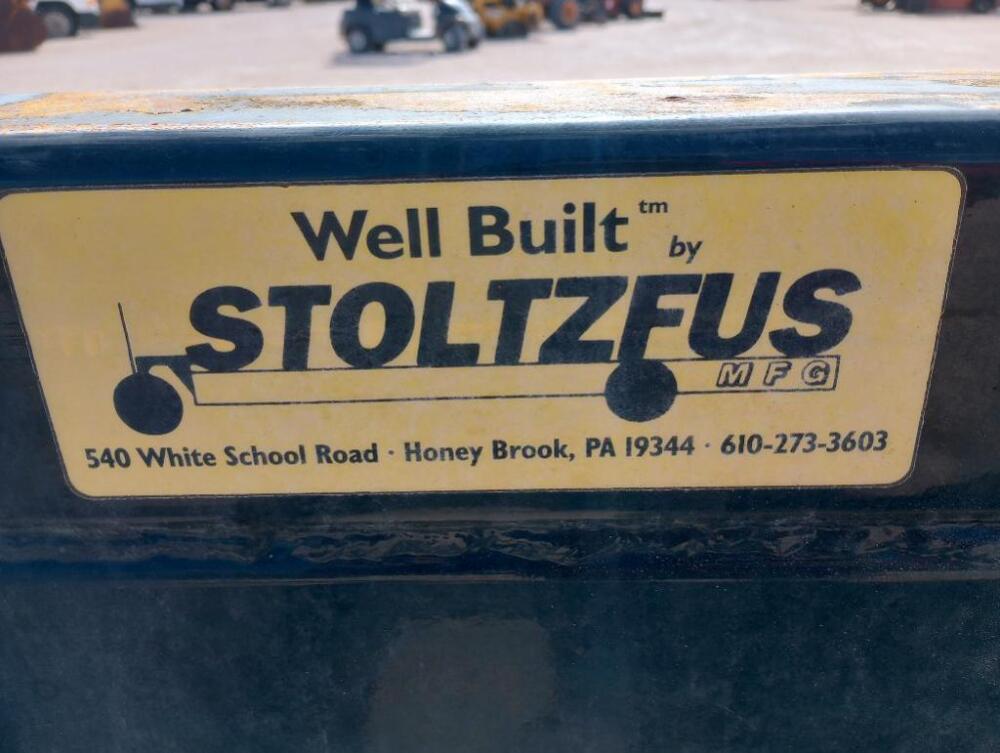 Well Built™ by
STOLTZFUS
MFG
540 White School Road · Honey Brook, PA 19344 · 610-273-3603